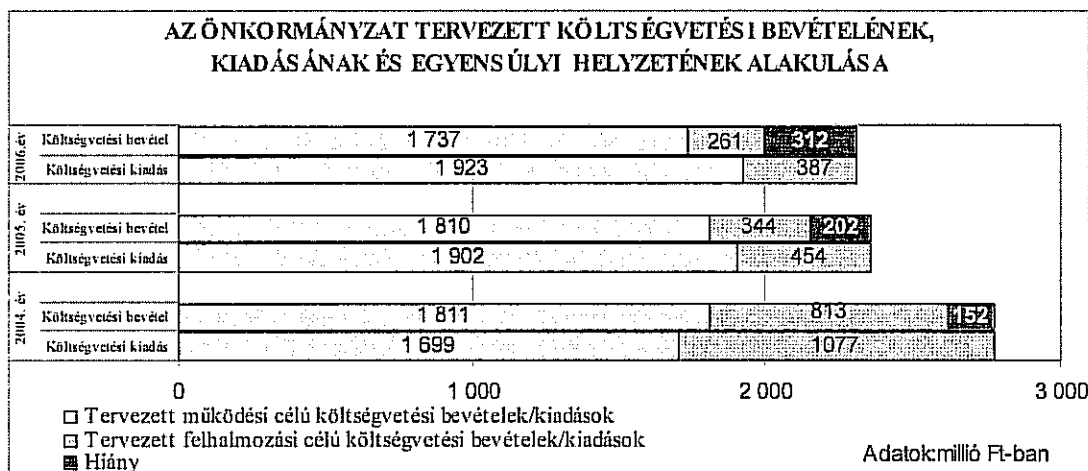 AZ ÖNKORMÁNYZAT TERVEZETT KÖLTSÉGVETÉSI BEVÉTELÉNEK,
KIADÁSÁNAK ÉS EGYENSÚLYI HELYZETÉNEK ALAKULÁSA
2006.év
Költségvetési bevétel 1 737 261 312
Költségvetési kiadás 1 923 387
2005. év
Költségvetési bevétel 1 810 344 202
Költségvetési kiadás 1 902 454
2004. év
Költségvetési bevétel 1 811 813 152
Költségvetési kiadás 1 699 1077
0 1 000 2 000 3 000
Tervezett működési célú költségvetési bevételek/kiadások
Tervezett felhalmozási célú költségvetési bevételek/kiadások
Hiány
Adatok:millió Ft-ban